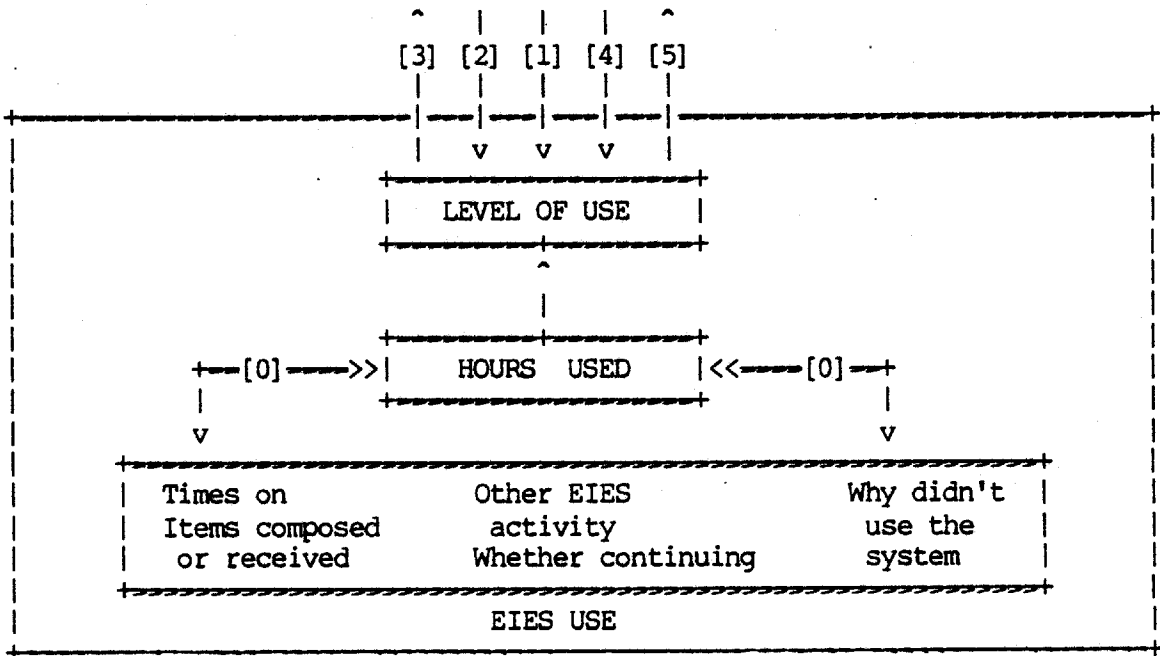 [3] [2] [1] [4] [5]
LEVEL OF USE
[0] HOURS USED [0]
Times on Other EIES Why didn't
Items composed activity use the
or received Whether continuing system
EIES USE